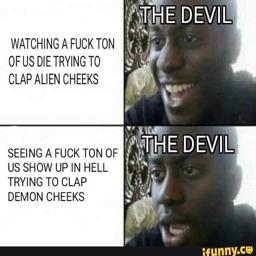 THE DEVIL
WATCHING A FUCK TON
OF US DIE TRYING TO
CLAP ALIEN CHEEKS
THE DEVIL
SEEING A FUCK TON OF
US SHOW UP IN HELL
TRYING TO CLAP
DEMON CHEEKS
ifunny.ce